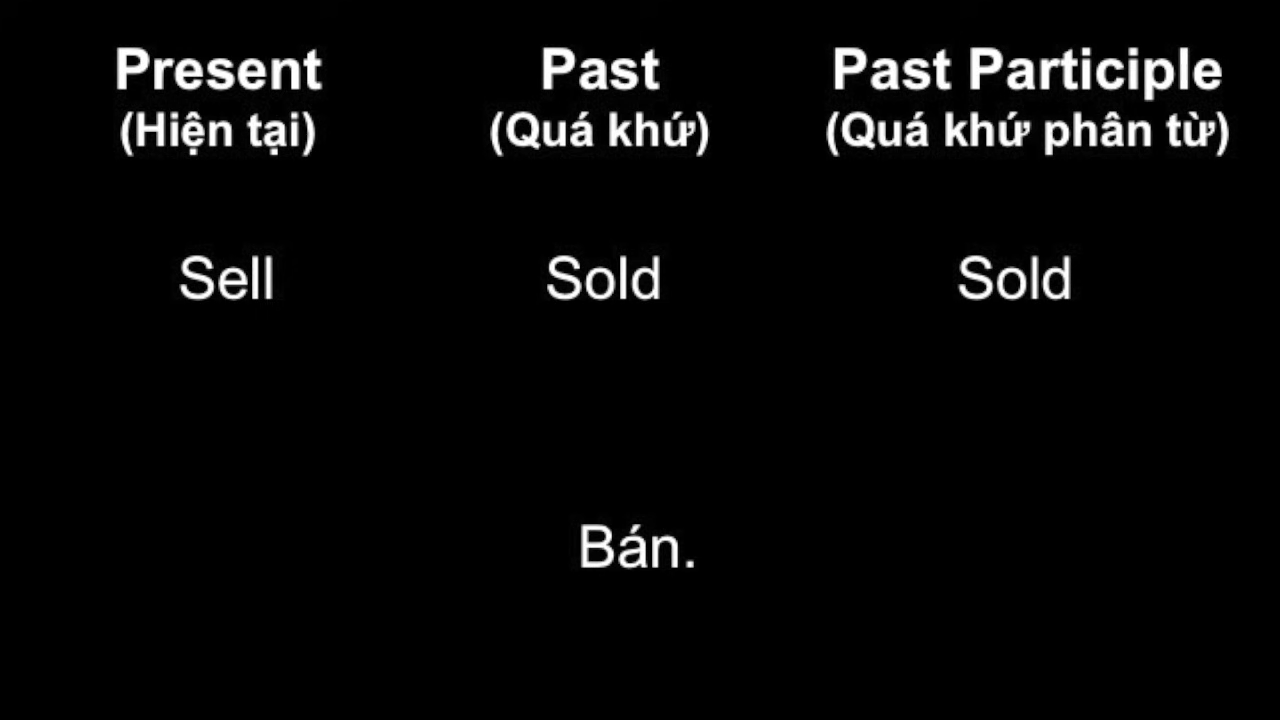 Present Past Past Participle
(Hiện tại) (Quá khứ) (Quá khứ phân từ)
Sell Sold Sold
Bán.